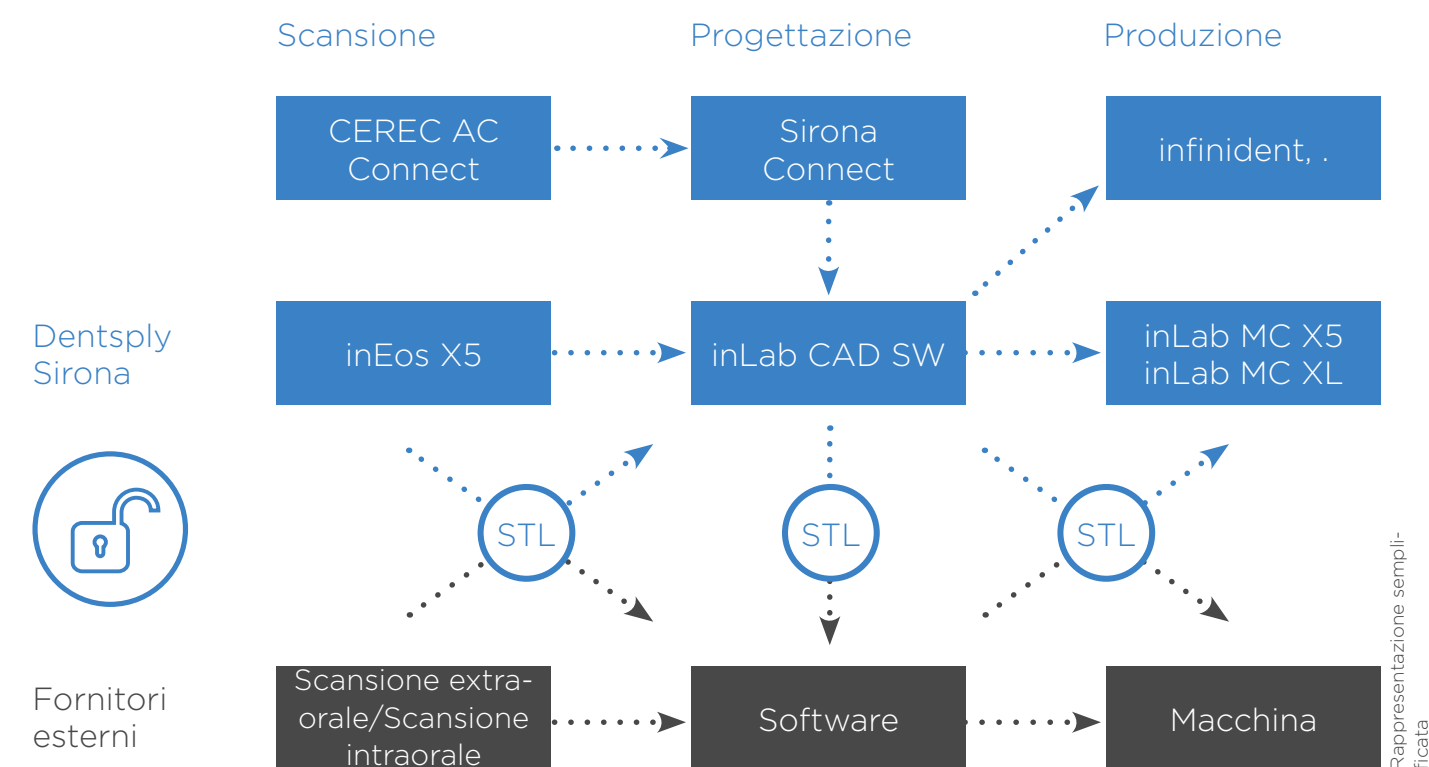 Scansione
Progettazione
Produzione
CEREC AC
Connect
Sirona
Connect
infinident, .
Dentsply
Sirona
inEos X5
inLab CAD SW
inLab MC X5
inLab MC XL
STL
STL
STL
Fornitori
esterni
Scansione extra-
orale/Scansione
intraorale
Software
Macchina
Rappresentazione sempli-
ficata